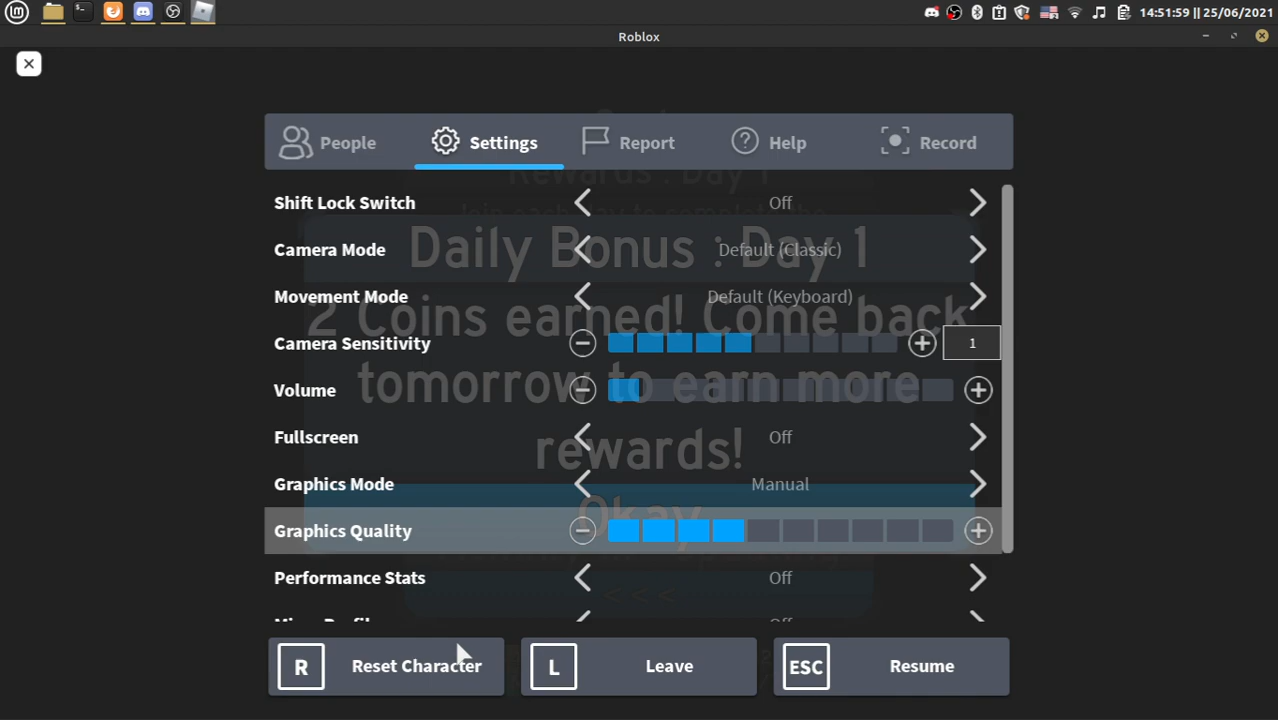 14:51:59 || 25/06/2021
Roblox
People
Settings
Report
Help
Record
Rewards : Day 1
Shift Lock Switch
Off
Daily Bonus : Day 1
Camera Mode
Default (Classic)
Movement Mode
Default (Keyboard)
2 Coins earned! Come back
Camera Sensitivity
1
tomorrow to earn more
Volume
Fullscreen
Off
rewards!
Graphics Mode
Manual
Okay
Graphics Quality
Performance Stats
Off
< < <
R
Reset Character
L
Leave
ESC
Resume